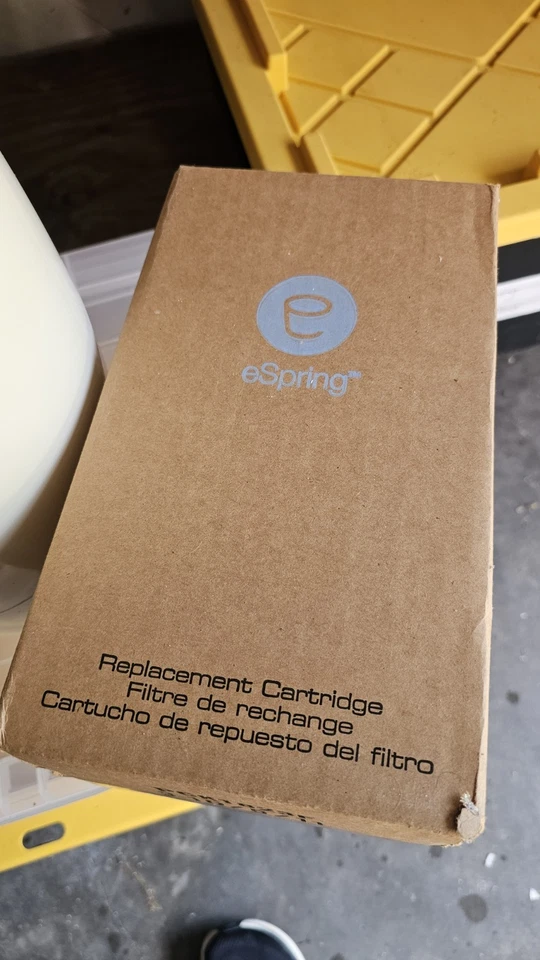 eSpring
Replacement Cartridge
Filtre de rechange
Cartucho de repuesto del filtro